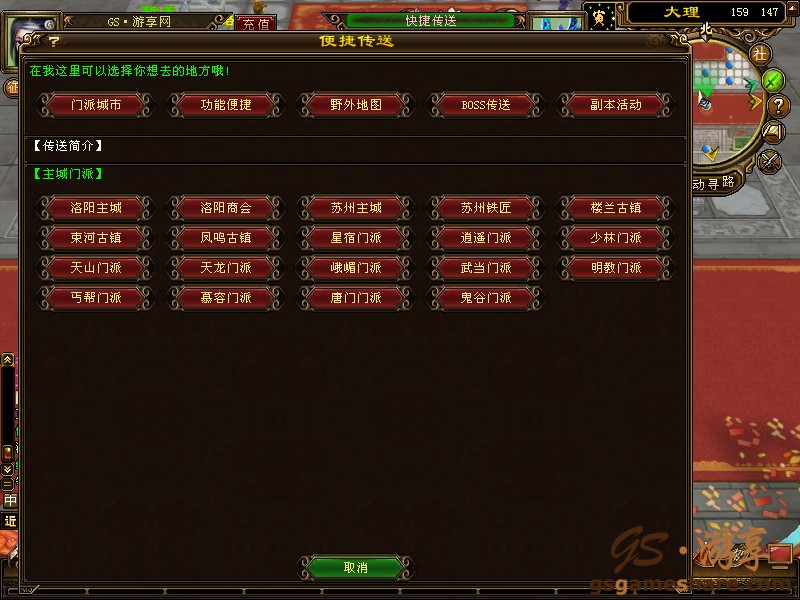 GS·游享网
充值
快捷传送
寅
大理 159 147
北
? 便捷传送
社
征
在我这里可以选择你想去的地方哦!
门派城市 功能便捷 野外地图 BOSS传送 副本活动
?
【传送简介】
【主城门派】
动寻路
洛阳主城 洛阳商会 苏州主城 苏州铁匠 楼兰古镇
束河古镇 凤鸣古镇 星宿门派 逍遥门派 少林门派
天山门派 天龙门派 峨嵋门派 武当门派 明教门派
丐帮门派 慕容门派 唐门门派 鬼谷门派
近
取消
GS·游享
gsgameshare.com